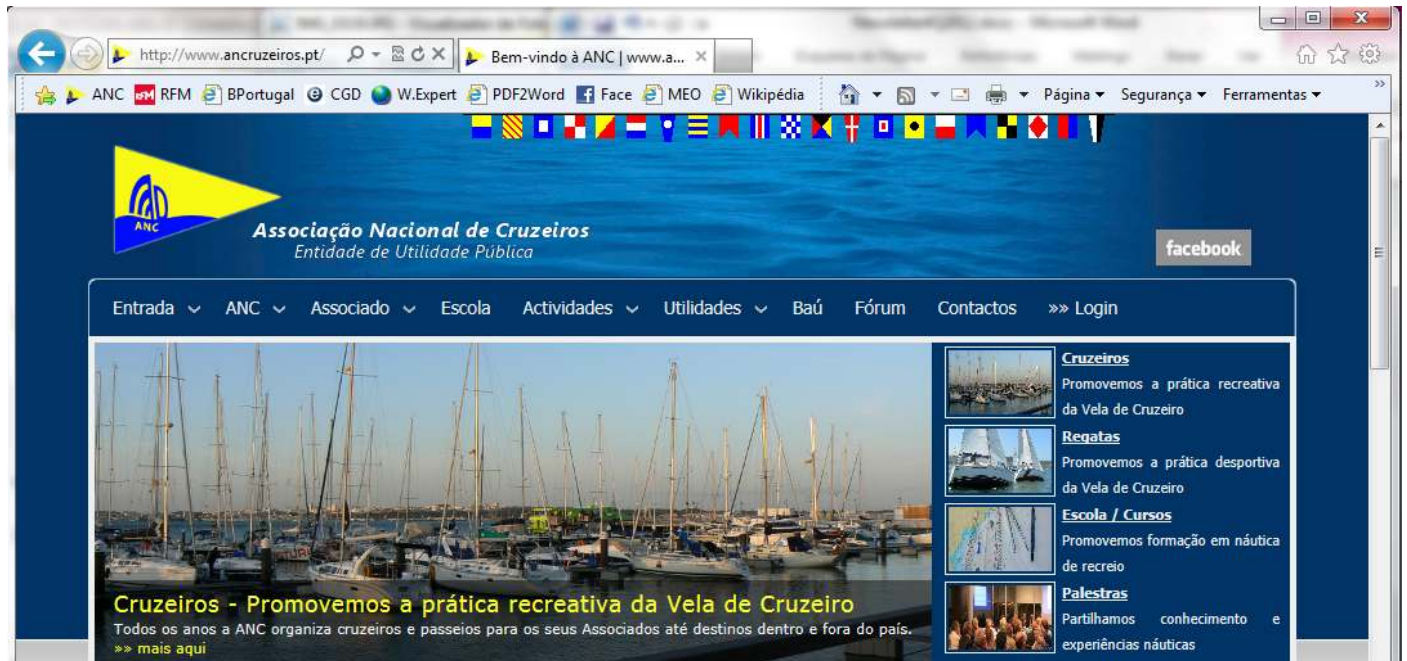 http://www.ancruzeiros.pt/
Bem-vindo à ANC | www.a...
ANC RFM BPortugal CGD W.Expert PDF2Word Face MEO Wikipédia Página Segurança Ferramentas
ANC
Associação Nacional de Cruzeiros
Entidade de Utilidade Pública
facebook
Entrada ANC Associado Escola Actividades Utilidades Baú Fórum Contactos »» Login
Cruzeiros
Promovemos a prática recreativa
da Vela de Cruzeiro
Regatas
Promovemos a prática desportiva
da Vela de Cruzeiro
Escola / Cursos
Promovemos formação em náutica
de recreio
Palestras
Partilhamos conhecimento e
experiências náuticas
Cruzeiros - Promovemos a prática recreativa da Vela de Cruzeiro
Todos os anos a ANC organiza cruzeiros e passeios para os seus Associados até destinos dentro e fora do país.
»» mais aqui